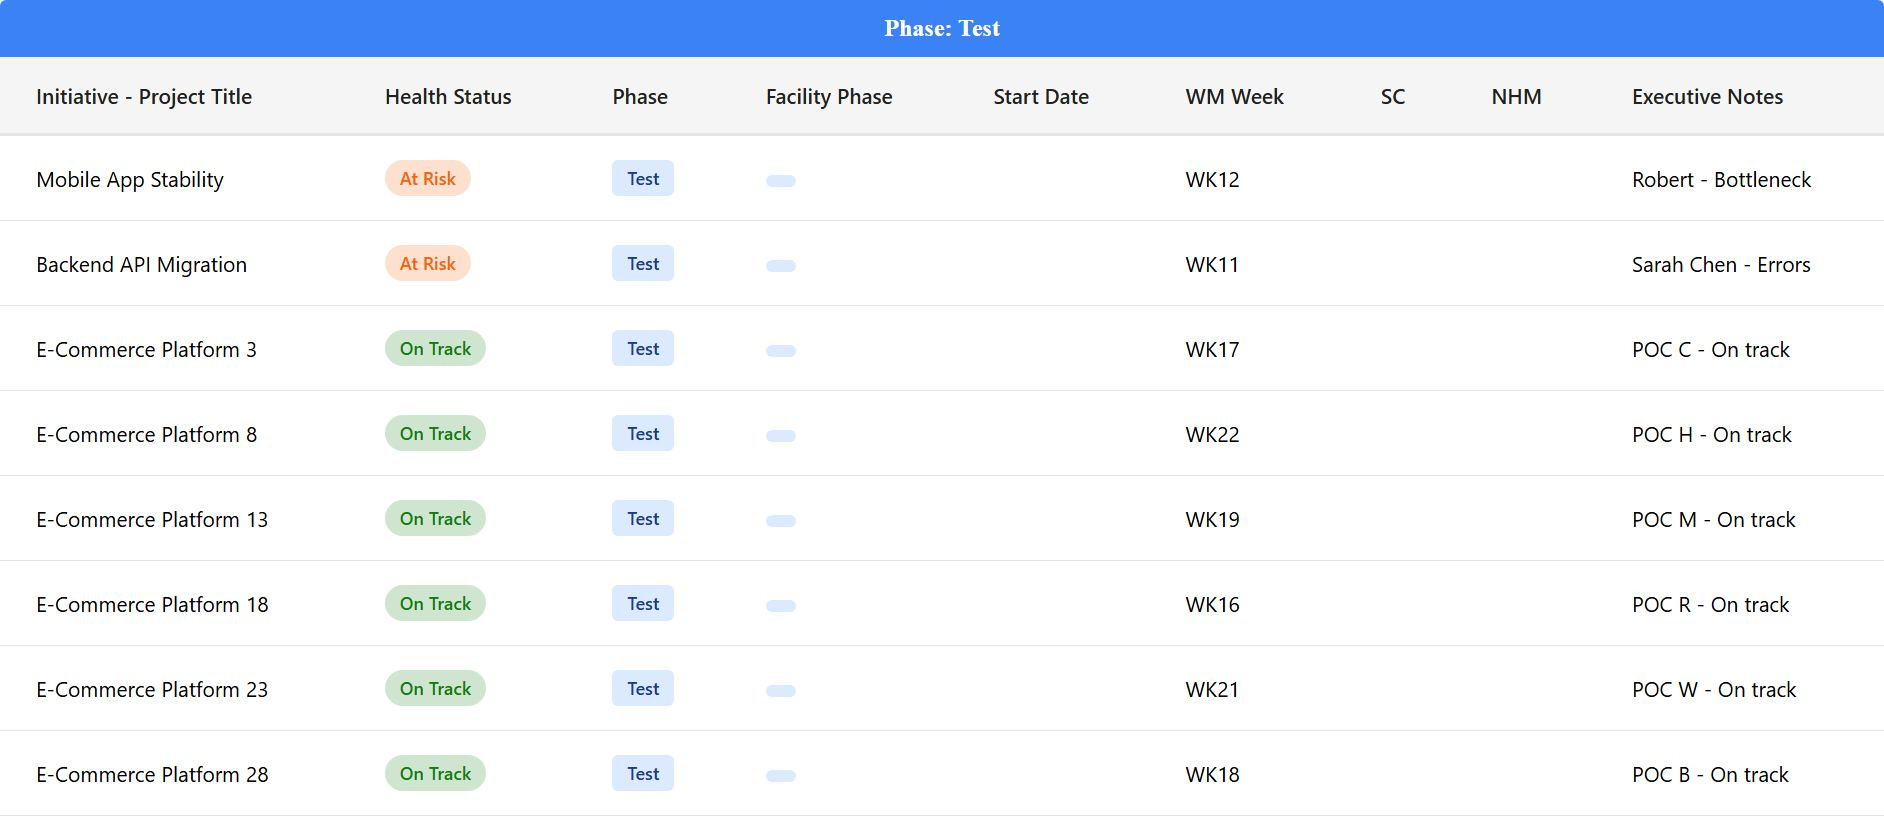 Phase: Test
Initiative - Project Title Health Status Phase Facility Phase Start Date WM Week SC NHM Executive Notes
Mobile App Stability At Risk Test WK12 Robert - Bottleneck
Backend API Migration At Risk Test WK11 Sarah Chen - Errors
E-Commerce Platform 3 On Track Test WK17 POC C - On track
E-Commerce Platform 8 On Track Test WK22 POC H - On track
E-Commerce Platform 13 On Track Test WK19 POC M - On track
E-Commerce Platform 18 On Track Test WK16 POC R - On track
E-Commerce Platform 23 On Track Test WK21 POC W - On track
E-Commerce Platform 28 On Track Test WK18 POC B - On track